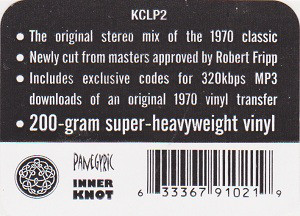 KCLP2
• The original stereo mix of the 1970 classic
• Newly cut from masters approved by Robert Fripp
• Includes exclusive codes for 320kbps MP3
downloads of an original 1970 vinyl transfer
• 200-gram super-heavyweight vinyl
PANEGYRIC
INNER
KNOT
6 33367 91021 9